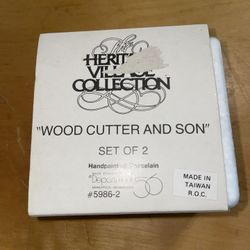 The
HERITAGE
VILLAGE
COLLECTION
"WOOD CUTTER AND SON"
SET OF 2
Handpainted Porcelain
Department 56
#5986-2
MADE IN
TAIWAN
R.O.C.